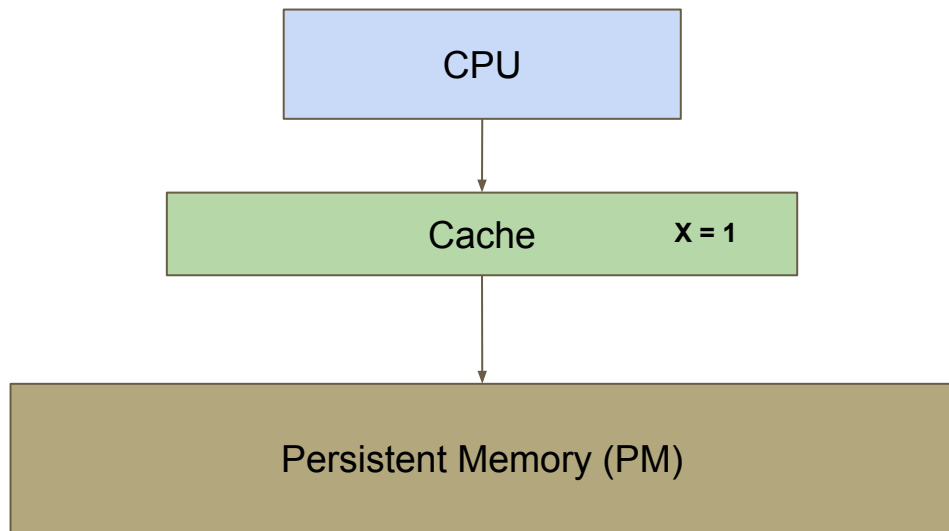 CPU
Cache
X = 1
Persistent Memory (PM)